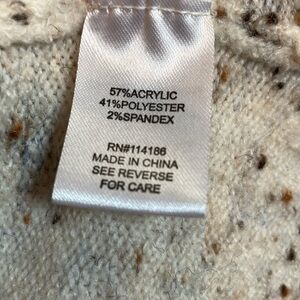 57%ACRYLIC
41%POLYESTER
2%SPANDEX
RN#114186
MADE IN CHINA
SEE REVERSE
FOR CARE